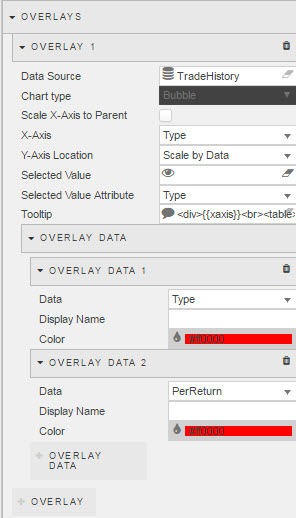 OVERLAYS
OVERLAY 1
Data Source TradeHistory
Chart type Bubble
Scale X-Axis to Parent
X-Axis Type
Y-Axis Location Scale by Data
Selected Value
Selected Value Attribute Type
Tooltip <div>{{xaxis}}<br><table>
OVERLAY DATA
OVERLAY DATA 1
Data Type
Display Name
Color #ff0000
OVERLAY DATA 2
Data PerReturn
Display Name
Color #ff0000
+ OVERLAY
DATA
+ OVERLAY